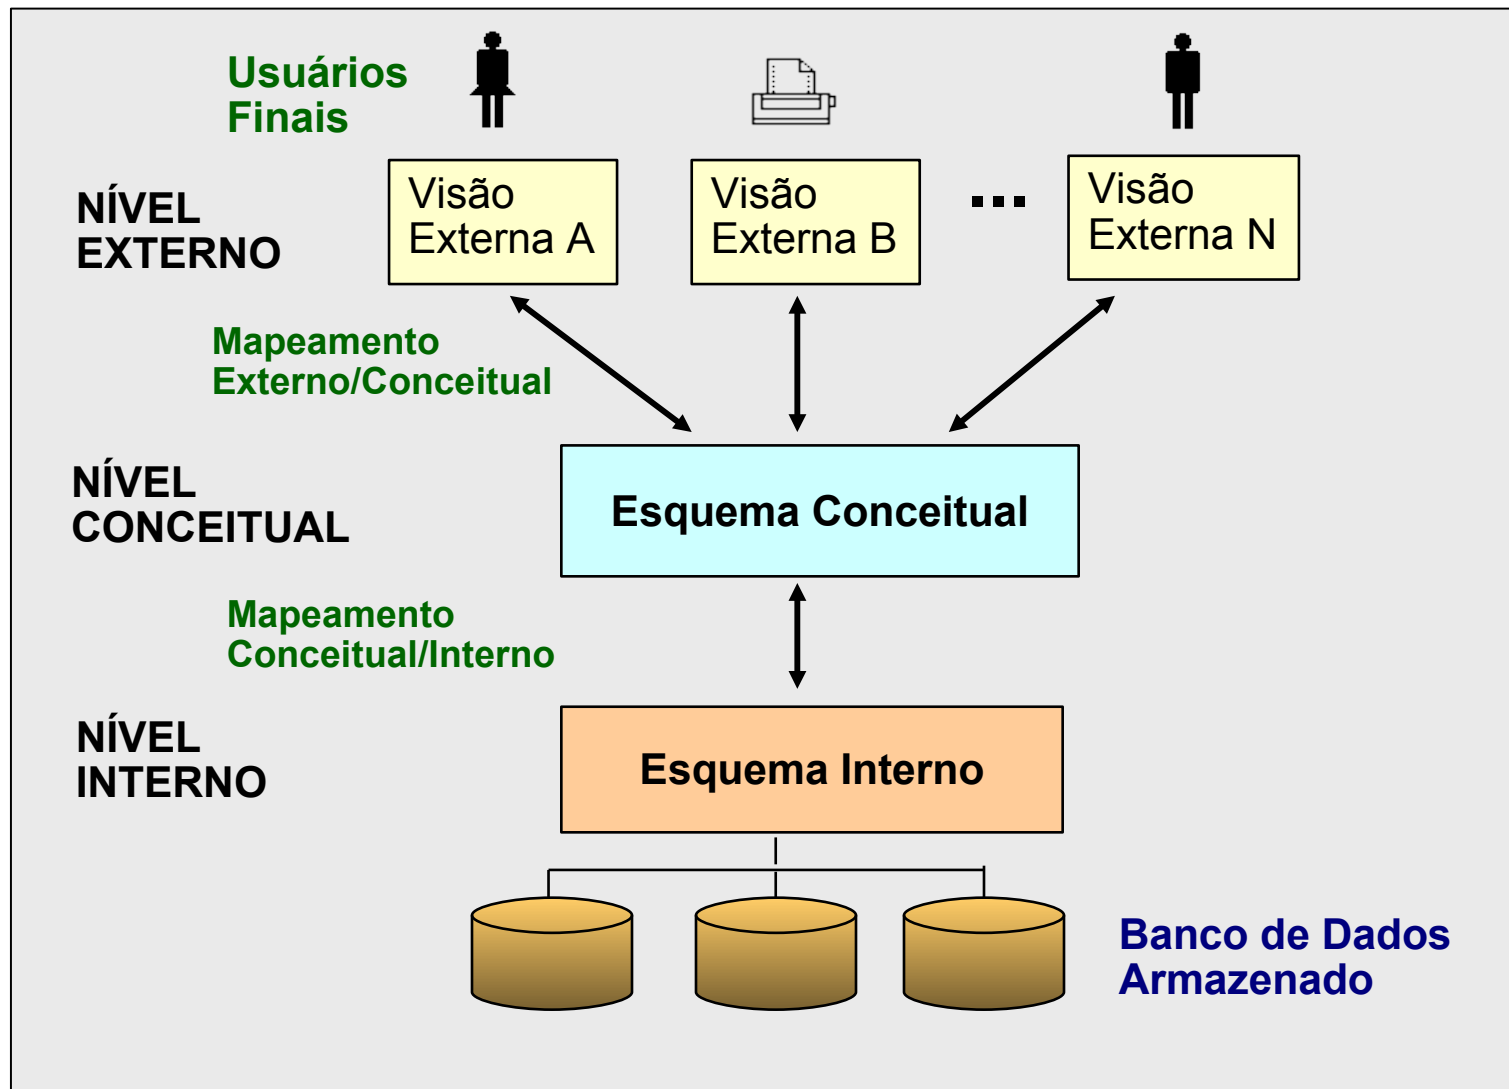 Usuários
Finais
NÍVEL
EXTERNO
Visão
Externa A
Visão
Externa B
...
Visão
Externa N
Mapeamento
Externo/Conceitual
NÍVEL
CONCEITUAL
Esquema Conceitual
Mapeamento
Conceitual/Interno
NÍVEL
INTERNO
Esquema Interno
Banco de Dados
Armazenado